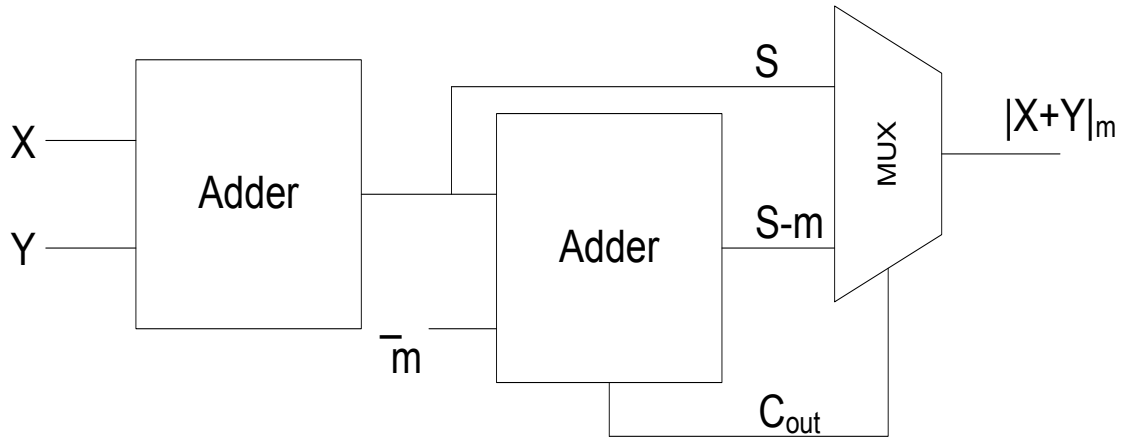 X
Y
Adder
Adder
‾m
S
S-m
Cout
MUX
|X+Y|m